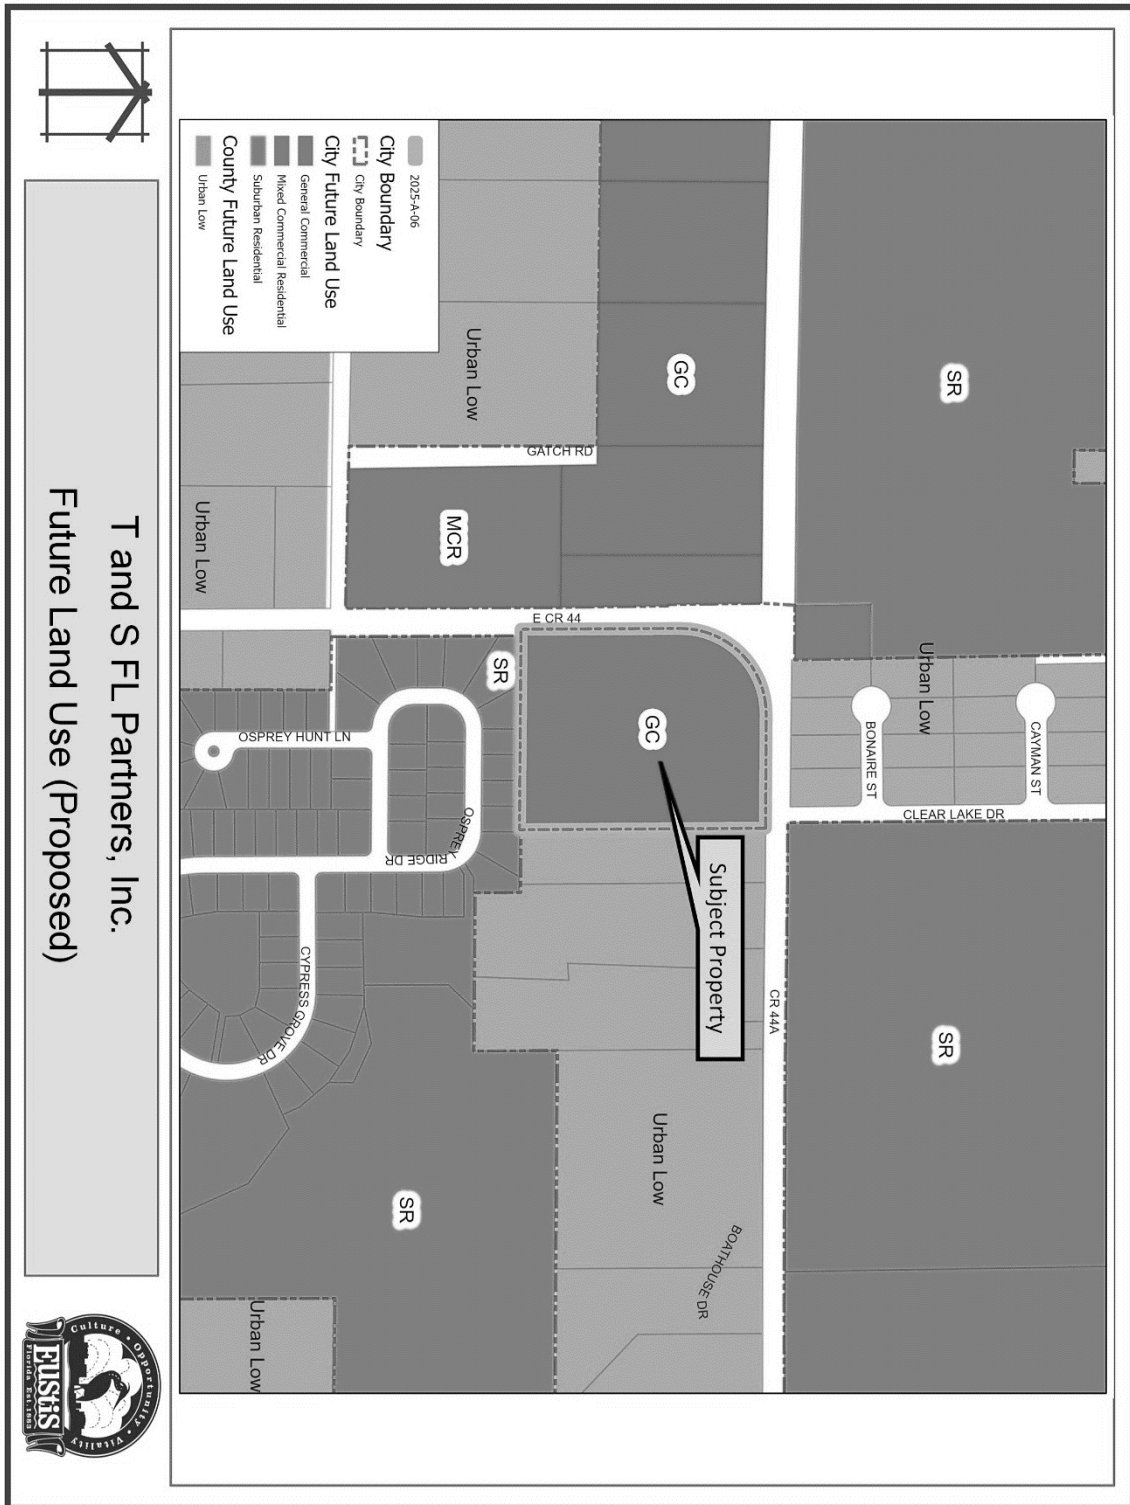 SR
CAYMAN ST
Urban Low
BONAIRE ST
CLEAR LAKE DR
SR
GC
GC
Subject Property
CR 44A
Urban Low
GATCH RD
E CR 44
MCR
SR
Urban Low
BOATHOUSE DR
2025-A-06
City Boundary
City Boundary
City Future Land Use
General Commercial
Mixed Commercial Residential
Suburban Residential
County Future Land Use
Urban Low
Urban Low
OSPREY HUNT LN
OSPREY RIDGE DR
CYPRESS GROVE DR
SR
Urban Low
T and S FL Partners, Inc.
Future Land Use (Proposed)
Culture • Opportunity • Vitality
EUSTIS
Florida Est. 1883